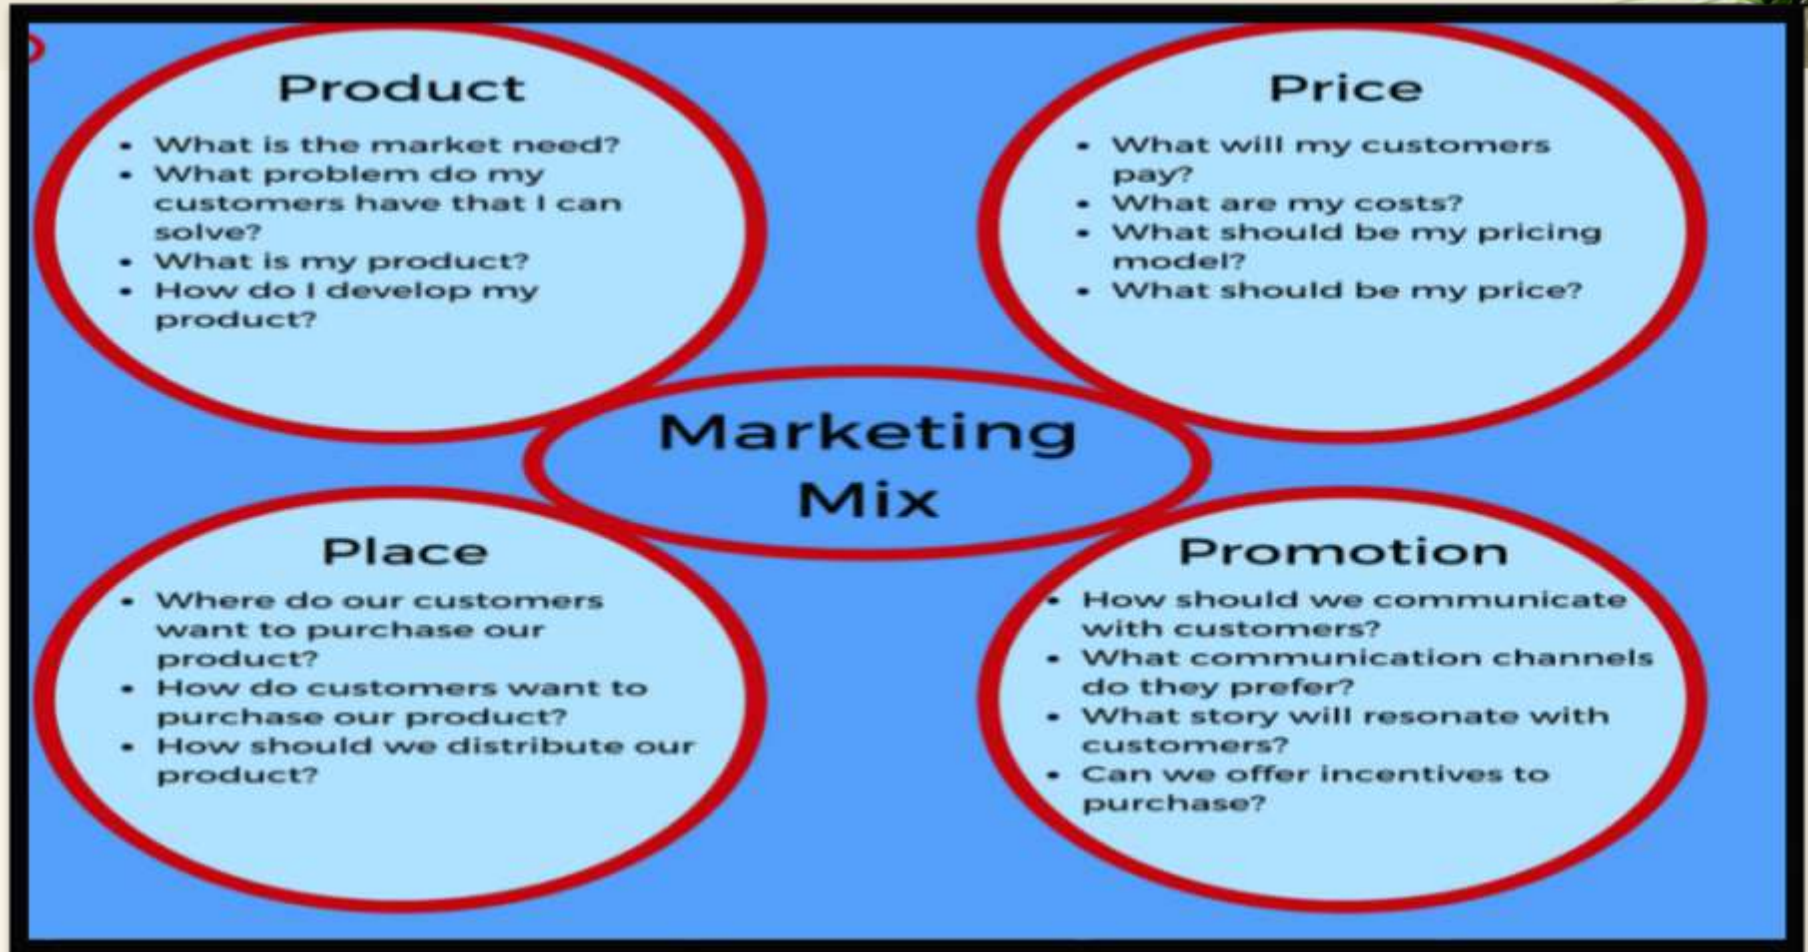 Product
• What is the market need?
• What problem do my
customers have that I can
solve?
• What is my product?
• How do I develop my
product?
Price
• What will my customers
pay?
• What are my costs?
• What should be my pricing
model?
• What should be my price?
Marketing
Mix
Place
• Where do our customers
want to purchase our
product?
• How do customers want to
purchase our product?
• How should we distribute our
product?
Promotion
• How should we communicate
with customers?
• What communication channels
do they prefer?
• What story will resonate with
customers?
• Can we offer incentives to
purchase?